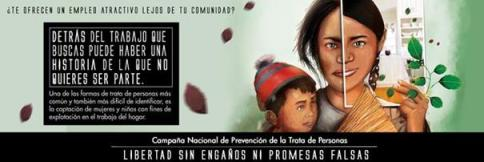 ¿TE OFRECEN UN EMPLEO ATRACTIVO LEJOS DE TU COMUNIDAD?
DETRÁS DEL TRABAJO QUE
BUSCAS PUEDE HABER UNA
HISTORIA DE LA QUE NO
QUIERES SER PARTE.
Una de las formas de trata de personas más
común y también más difícil de identificar, es
la captación de mujeres y niñas con fines de
explotación en el trabajo del hogar.
Campaña Nacional de Prevención de la Trata de Personas
LIBERTAD SIN ENGAÑOS NI PROMESAS FALSAS